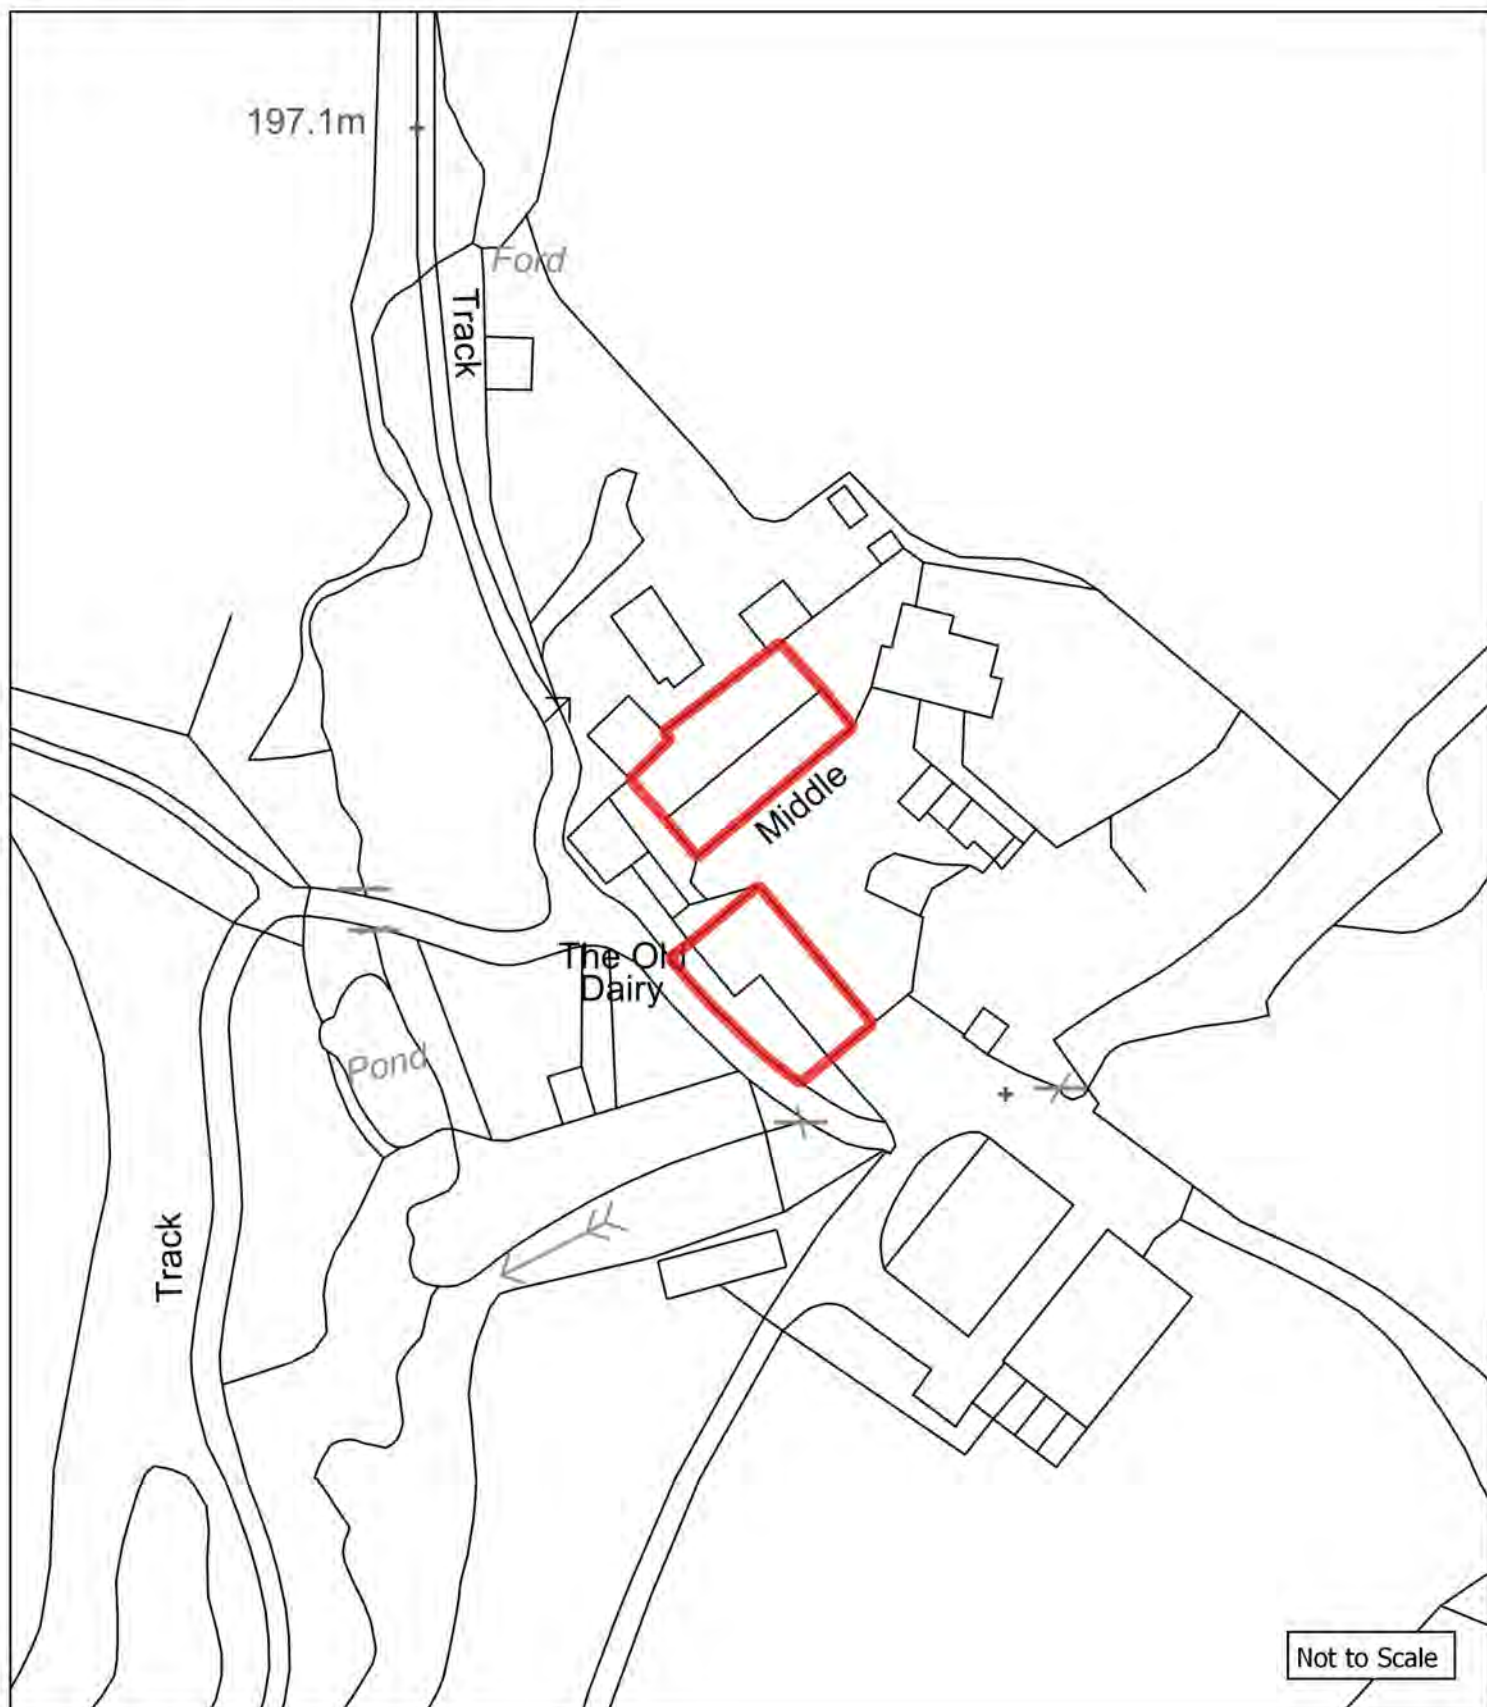 197.1m
Ford
Track
Middle
The Old
Dairy
Pond
Track
Not to Scale